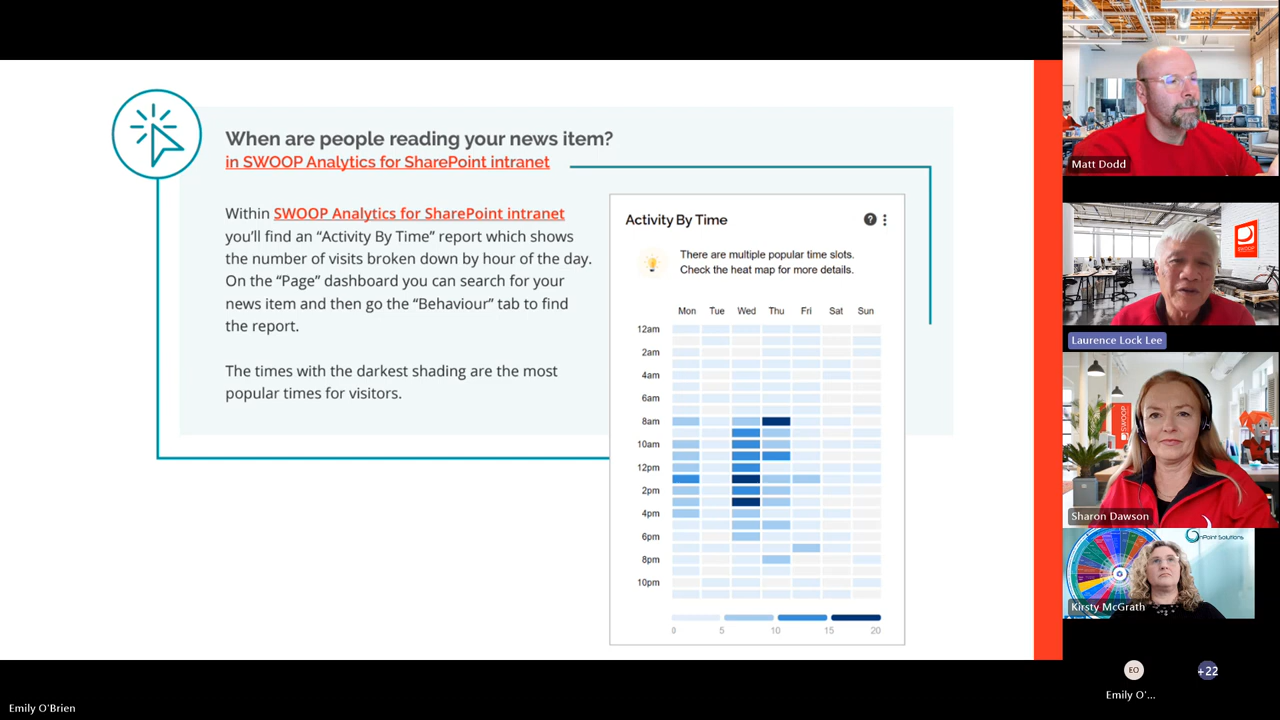 When are people reading your news item?
in SWOOP Analytics for SharePoint intranet
Within SWOOP Analytics for SharePoint intranet
you'll find an “Activity By Time” report which shows
the number of visits broken down by hour of the day.
On the “Page” dashboard you can search for your
news item and then go the “Behaviour” tab to find
the report.
The times with the darkest shading are the most
popular times for visitors.
Activity By Time
?
There are multiple popular time slots.
Check the heat map for more details.
Mon Tue Wed Thu Fri Sat Sun
12am
2am
4am
6am
8am
10am
12pm
2pm
4pm
6pm
8pm
10pm
0 5 10 15 20
Matt Dodd
SWOOP
Laurence Lock Lee
SWOOP
Sharon Dawson
OnPoint Solutions
Kirsty McGrath
EO
+22
Emily O'...
Emily O'Brien